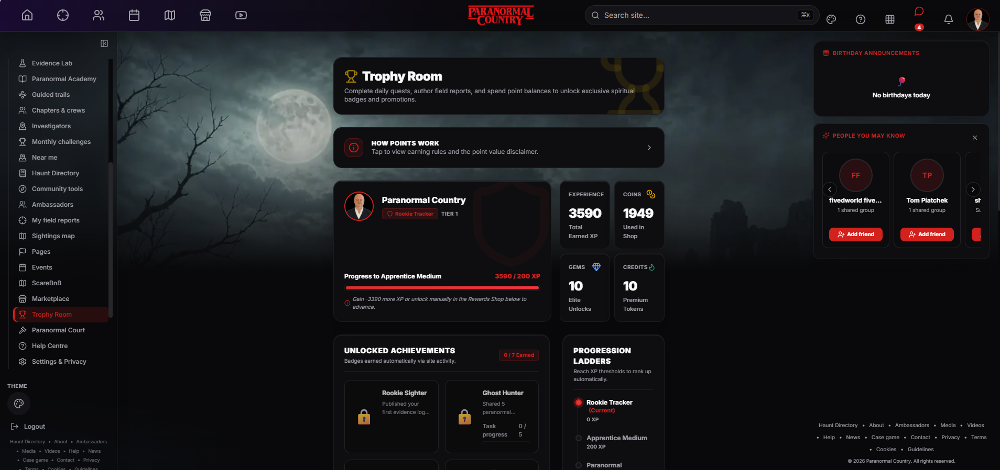 PARANORMAL
COUNTRY
Search site...
⌘K
4
Evidence Lab
Paranormal Academy
Guided trails
Chapters & crews
Investigators
Monthly challenges
Near me
Haunt Directory
Community tools
Ambassadors
My field reports
Sightings map
Pages
Events
ScareBnB
Marketplace
Trophy Room
Paranormal Court
Help Centre
Settings & Privacy
THEME
Logout
Haunt Directory • About • Ambassadors
• Media • Videos • Help • News
• Case game • Contact • Privacy
• Terms • Cookies • Guidelines
Trophy Room
Complete daily quests, author field reports, and spend point balances to unlock exclusive spiritual
badges and promotions.
HOW POINTS WORK
Tap to view earning rules and the point value disclaimer.
Paranormal Country
Rookie Tracker TIER 1
Progress to Apprentice Medium 3590 / 200 XP
Gain -3390 more XP or unlock manually in the Rewards Shop below to
advance.
EXPERIENCE
3590
Total
Earned XP
COINS
1949
Used in
Shop
GEMS
10
Elite
Unlocks
CREDITS
10
Premium
Tokens
UNLOCKED ACHIEVEMENTS
Badges earned automatically via site activity.
0 / 7 Earned
Rookie Sighter
Published your
first evidence log...
Ghost Hunter
Shared 5
paranormal...
Task 0 /
progress 5
PROGRESSION
LADDERS
Reach XP thresholds to rank up
automatically.
Rookie Tracker
(Current)
0 XP
Apprentice Medium
200 XP
Paranormal
BIRTHDAY ANNOUNCEMENTS
No birthdays today
PEOPLE YOU MAY KNOW
FF
fivedworld five...
1 shared group
Add friend
TP
Tom Piatchek
1 shared group
Add friend
Haunt Directory • About • Ambassadors • Media • Videos
• Help • News • Case game • Contact • Privacy • Terms
• Cookies • Guidelines
© 2026 Paranormal Country. All rights reserved.